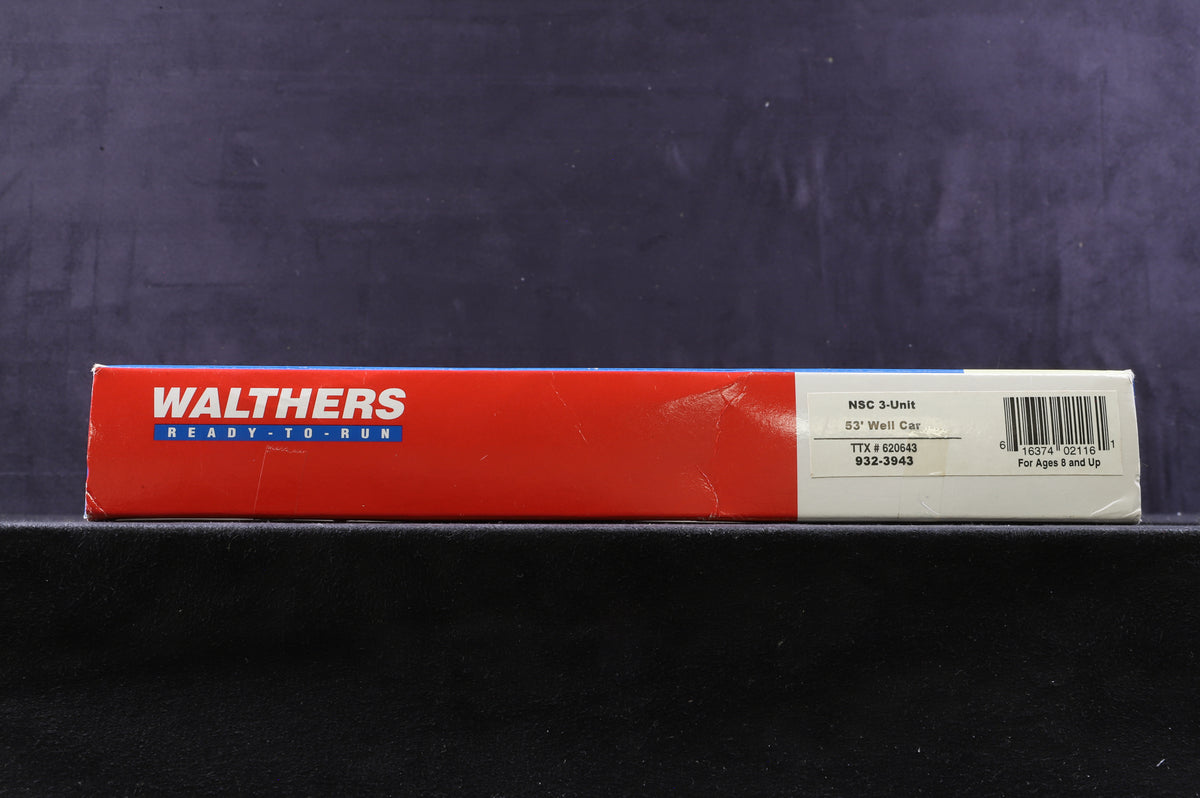 WALTHERS
READY-TO-RUN
NSC 3-Unit
53' Well Car
TTX # 620643
932-3943
6 16374 02116 1
For Ages 8 and Up